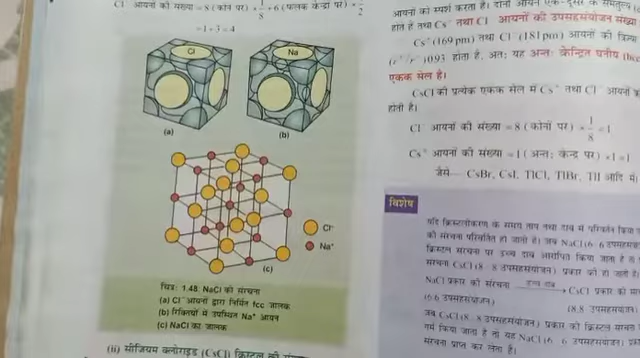 Cl⁻ आयनों की संख्या = 8 (कोने पर) × 1/8 + 6 (फलक केन्द्रों पर) × 1/2
= 1 + 3 = 4
Cl
Na
(a)
(b)
Cl⁻
Na⁺
(c)
चित्र: 1.48. NaCl की संरचना
(a) Cl⁻ आयनों द्वारा निर्मित fcc जालक
(b) रिक्तियों में उपस्थित Na⁺ आयन
(c) NaCl का जालक
(ii) सीजियम क्लोराइड (CsCl) क्रिस्टल की
आयनों को स्पर्श करता है। दोनों आयन एक-दूसरे के
होते हैं तथा Cs⁺ तथा Cl⁻ आयनों की उपसहसंयोजन संख्या
Cs⁺ (169 pm) तथा Cl⁻ (181 pm) आयनों की
0.93 होता है, अतः यह अन्तः केन्द्रित घनीय
एकक सेल है।
CsCl की प्रत्येक एकक सेल में Cs⁺ तथा Cl⁻ आयनों
होती है।
Cl⁻ आयनों की संख्या = 8 (कोनों पर) × 1/8 = 1
Cs⁺ आयनों की संख्या = 1 (अन्तः केन्द्र पर) × 1 = 1
जैसे— CsBr, CsI, TlCl, TlBr, TlI आदि में।
विशेष
यदि क्रिस्टलीकरण के समय ताप तथा दाब में परिवर्तन किया
की संरचना परिवर्तित हो जाती है। जब NaCl (6 : 6 उपसहसंयोजन)
क्रिस्टल संरचना पर उच्च दाब आरोपित किया जाता है
संरचना CsCl (8 : 8 उपसहसंयोजन) प्रकार की हो जाती है।
NaCl प्रकार की संरचना उच्च दाब → CsCl प्रकार की
(6:6 उपसहसंयोजन) (8:8 उपसहसंयोजन)
जब CsCl (8 : 8 उपसहसंयोजन) प्रकार की क्रिस्टल
गर्म किया जाता है तो यह NaCl (6 : 6 उपसहसंयोजन)
संरचना प्राप्त कर लेता है।